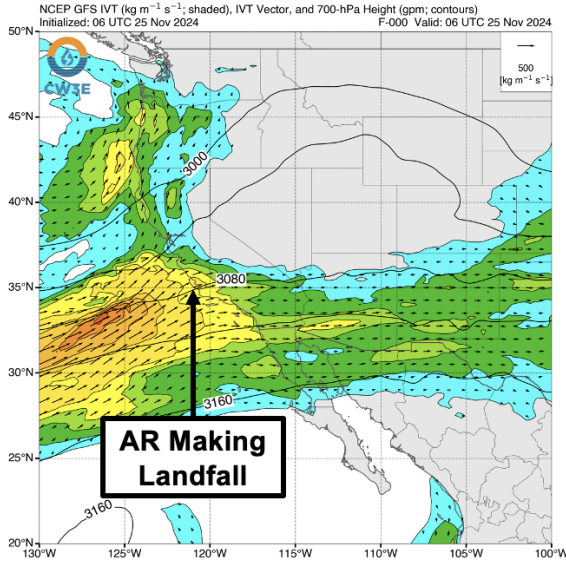 NCEP GFS IVT (kg m⁻¹ s⁻¹; shaded), IVT Vector, and 700-hPa Height (gpm; contours)
Initialized: 06 UTC 25 Nov 2024 F-000 Valid: 06 UTC 25 Nov 2024
50°N
CW3E
500
[kg m⁻¹ s⁻¹]
45°N
3000
40°N
35°N
3080
30°N
3160
AR Making
Landfall
25°N
3160
20°N
130°W 125°W 120°W 115°W 110°W 105°W 100°W